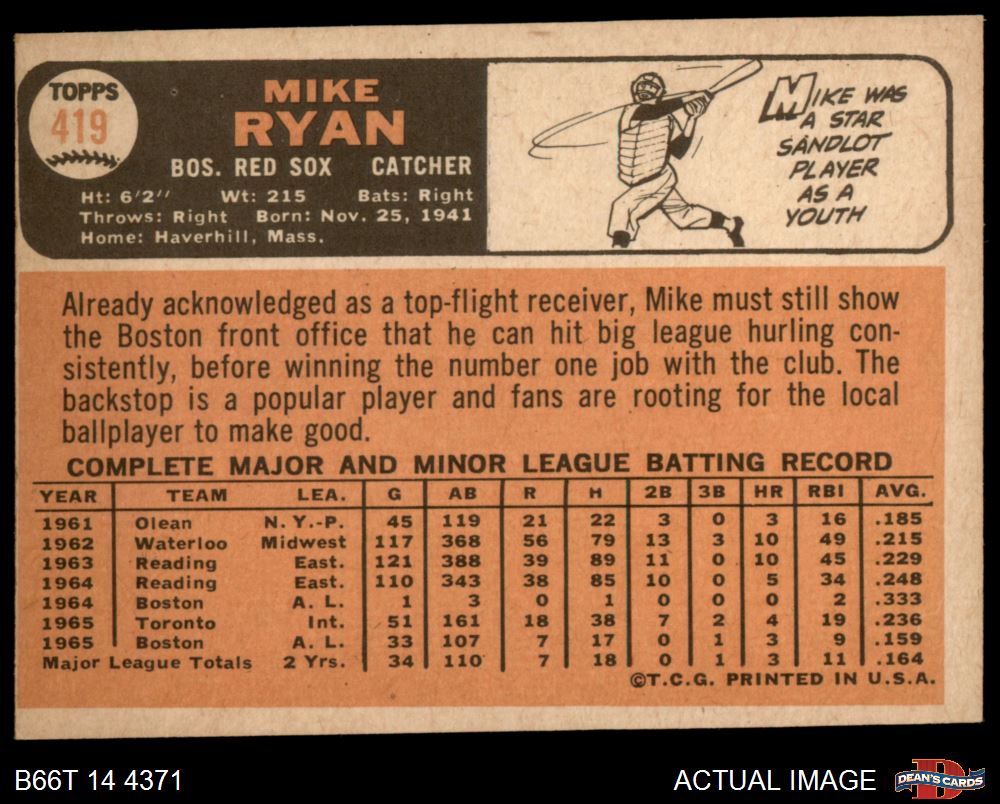 TOPPS
419
MIKE
RYAN
BOS. RED SOX CATCHER
Ht: 6'2" Wt: 215 Bats: Right
Throws: Right Born: Nov. 25, 1941
Home: Haverhill, Mass.
MIKE WAS
A STAR
SANDLOT
PLAYER
AS A
YOUTH
Already acknowledged as a top-flight receiver, Mike must still show
the Boston front office that he can hit big league hurling con-
sistently, before winning the number one job with the club. The
backstop is a popular player and fans are rooting for the local
ballplayer to make good.
COMPLETE MAJOR AND MINOR LEAGUE BATTING RECORD
YEAR TEAM LEA. G AB R H 2B 3B HR RBI AVG.
1961 Olean N. Y.-P. 45 119 21 22 3 0 3 16 .185
1962 Waterloo Midwest 117 368 56 79 13 3 10 49 .215
1963 Reading East. 121 388 39 89 11 0 10 45 .229
1964 Reading East. 110 343 38 85 10 0 5 34 .248
1964 Boston A. L. 1 3 0 1 0 0 0 2 .333
1965 Toronto Int. 51 161 18 38 7 2 4 19 .236
1965 Boston A. L. 33 107 7 17 0 1 3 9 .159
Major League Totals 2 Yrs. 34 110 7 18 0 1 3 11 .164
©T.C.G. PRINTED IN U.S.A.
B66T 14 4371
ACTUAL IMAGE
DEAN'S CARDS